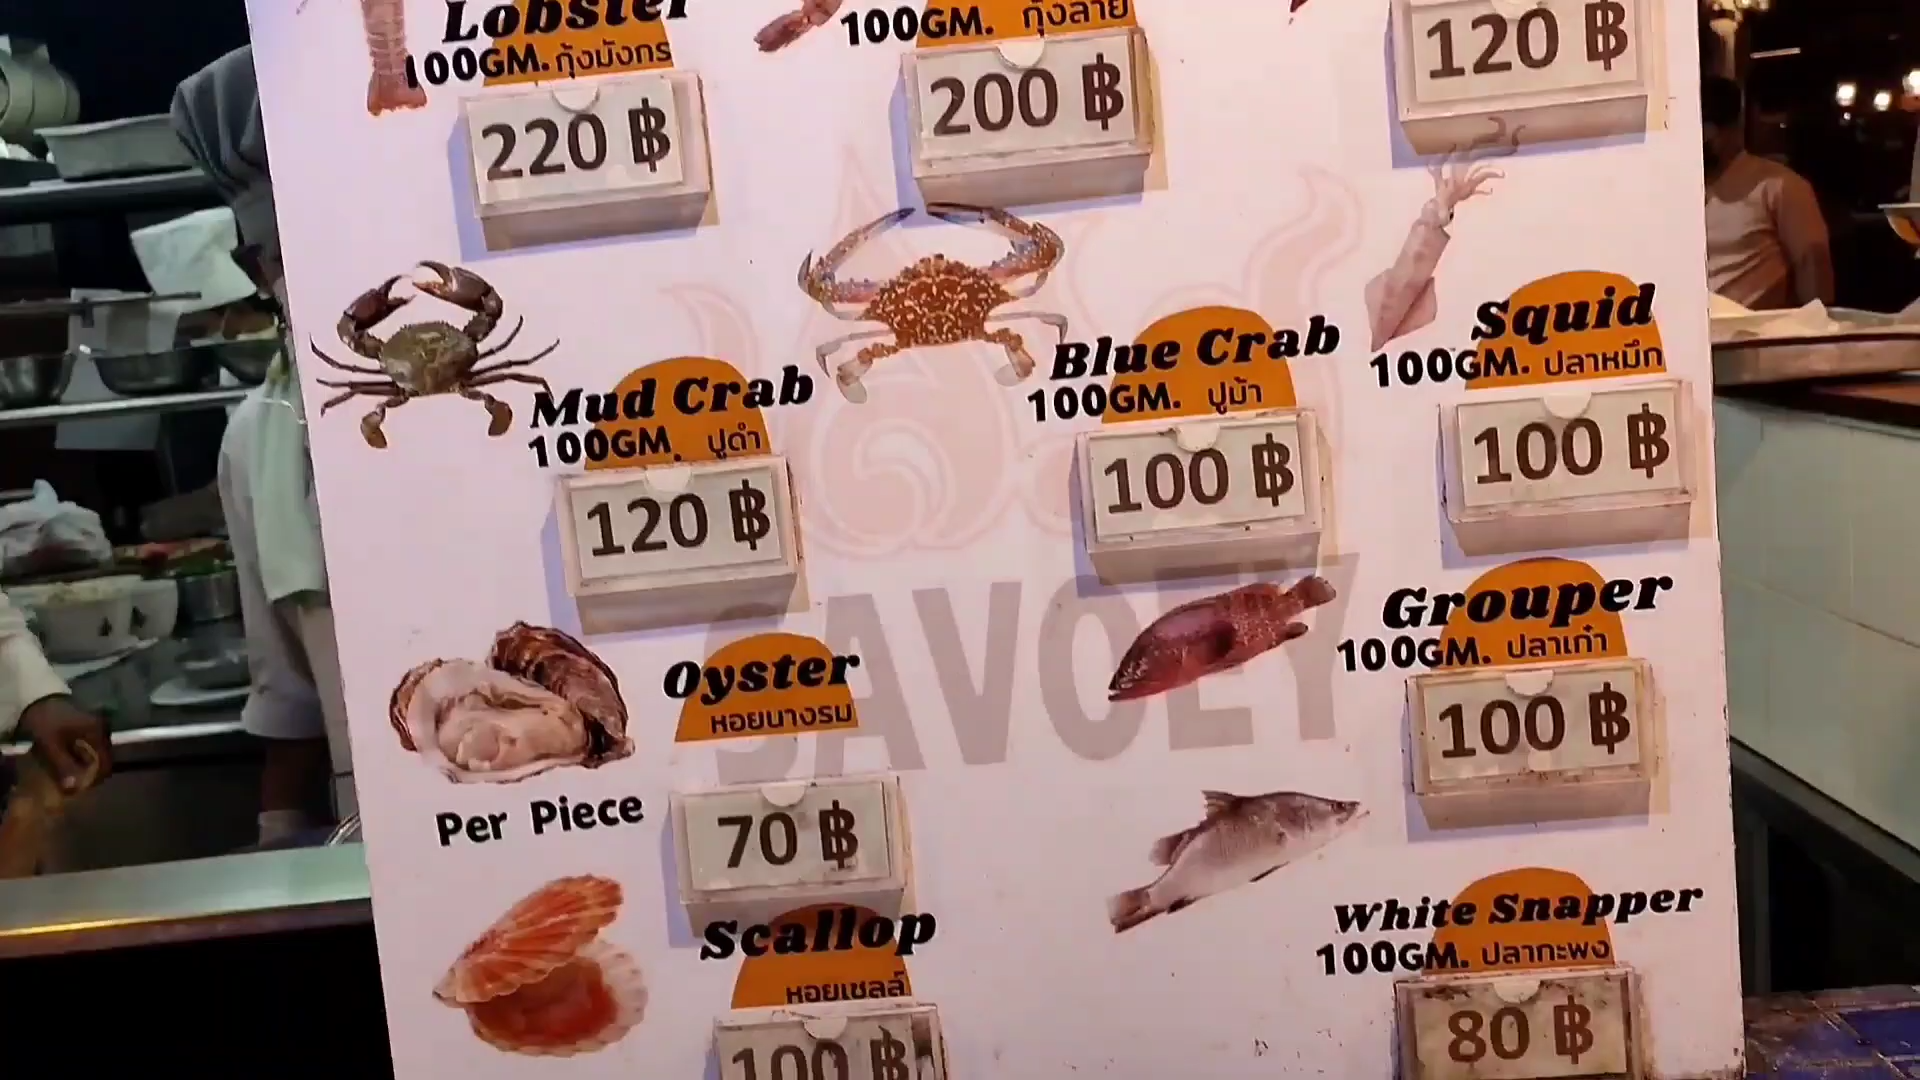 Lobster
100GM. กุ้งมังกร
220 ฿
100GM. กุ้งลาย
200 ฿
120 ฿
Mud Crab
100GM. ปูดำ
120 ฿
Blue Crab
100GM. ปูม้า
100 ฿
Squid
100GM. ปลาหมึก
100 ฿
SAVOEY
Oyster
หอยนางรม
Per Piece
70 ฿
Grouper
100GM. ปลาเก๋า
100 ฿
Scallop
หอยเชลล์
100 ฿
White Snapper
100GM. ปลากะพง
80 ฿